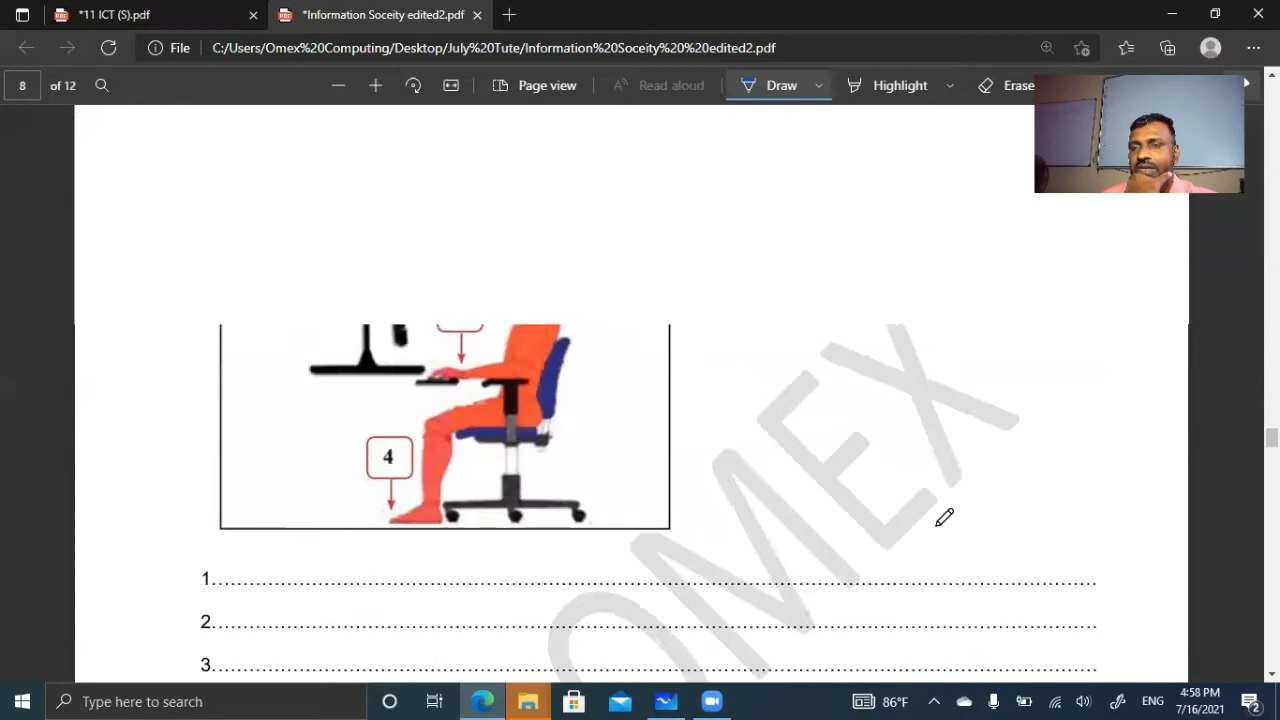 *11 ICT (S).pdf
*Information Soceity edited2.pdf
File C:/Users/Omex%20Computing/Desktop/July%20Tute/Information%20Soceity%20%20edited2.pdf
8 of 12 Page view Read aloud Draw Highlight Erase
4
OMEX
1.
2.
3.
Type here to search
86°F ENG 4:58 PM
7/16/2021 2